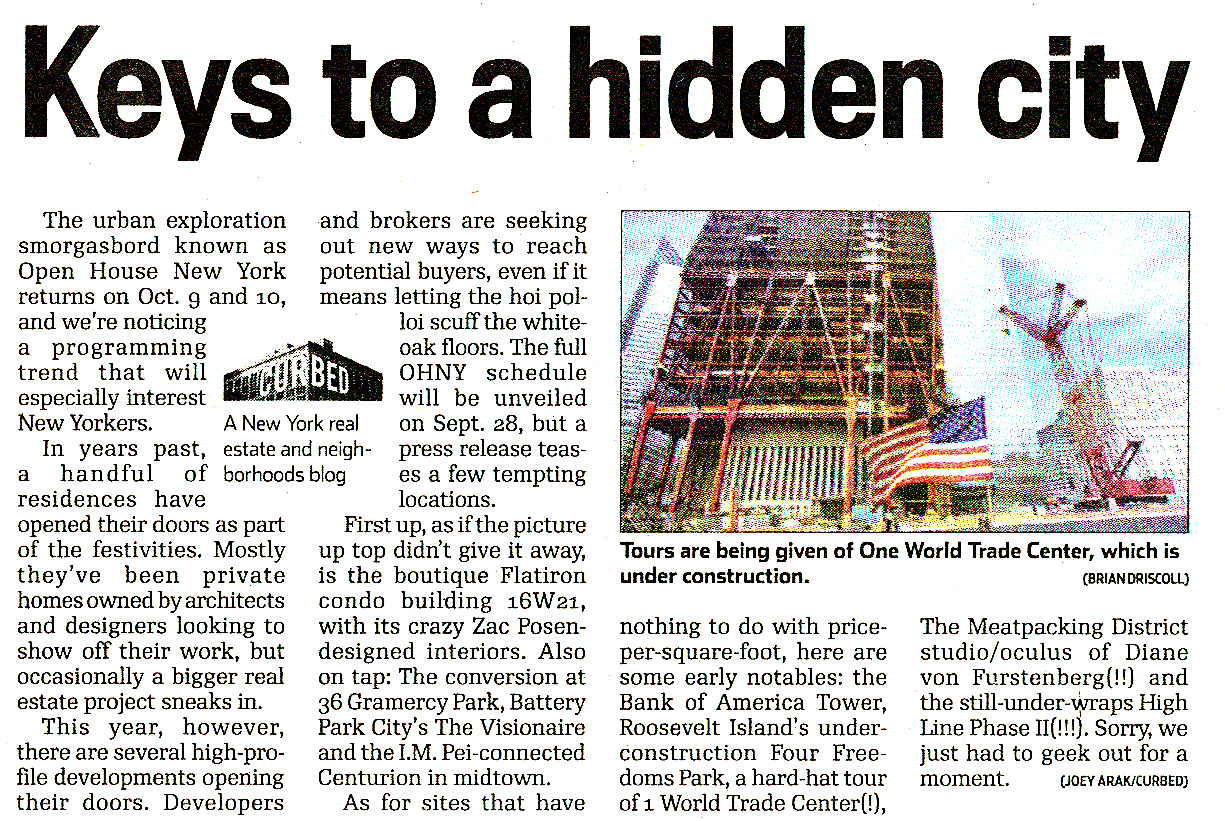 Keys to a hidden city
The urban exploration
smorgasbord known as
Open House New York
returns on Oct. 9 and 10,
and we're noticing
a programming
trend that will
especially interest
New Yorkers.
In years past,
a handful of
residences have
opened their doors as part
of the festivities. Mostly
they've been private
homes owned by architects
and designers looking to
show off their work, but
occasionally a bigger real
estate project sneaks in.
This year, however,
there are several high-pro-
file developments opening
their doors. Developers
CURBED
A New York real
estate and neigh-
borhoods blog
and brokers are seeking
out new ways to reach
potential buyers, even if it
means letting the hoi pol-
loi scuff the white-
oak floors. The full
OHNY schedule
will be unveiled
on Sept. 28, but a
press release teas-
es a few tempting
locations.
First up, as if the picture
up top didn't give it away,
is the boutique Flatiron
condo building 16W21,
with its crazy Zac Posen-
designed interiors. Also
on tap: The conversion at
36 Gramercy Park, Battery
Park City's The Visionaire
and the I.M. Pei-connected
Centurion in midtown.
As for sites that have
Tours are being given of One World Trade Center, which is
under construction. (BRIAN DRISCOLL)
nothing to do with price-
per-square-foot, here are
some early notables: the
Bank of America Tower,
Roosevelt Island's under-
construction Four Free-
doms Park, a hard-hat tour
of 1 World Trade Center(!),
The Meatpacking District
studio/oculus of Diane
von Furstenberg(!!) and
the still-under-wraps High
Line Phase II(!!!). Sorry, we
just had to geek out for a
moment. (JOEY ARAK/CURBED)